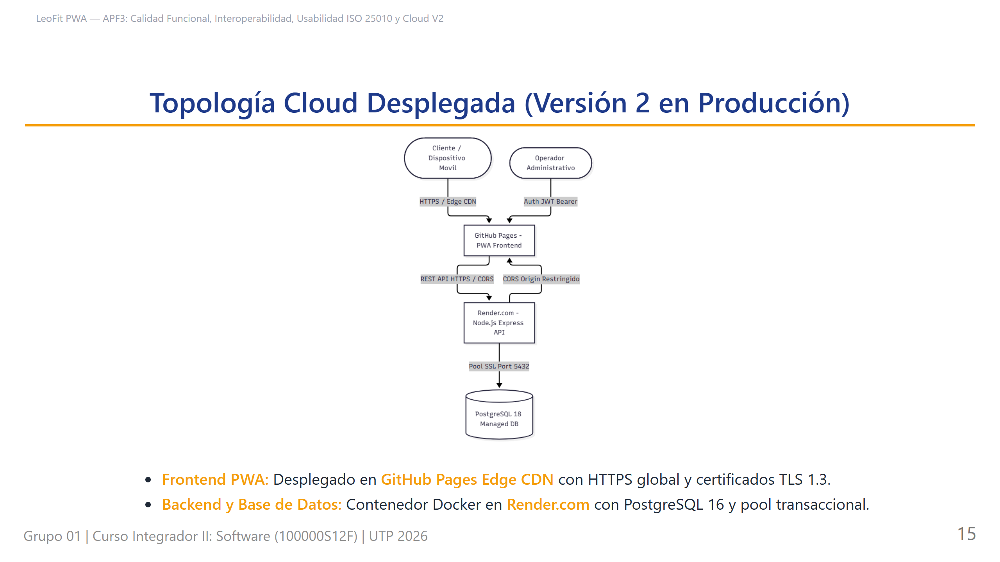 LeoFit PWA — APF3: Calidad Funcional, Interoperabilidad, Usabilidad ISO 25010 y Cloud V2
Topología Cloud Desplegada (Versión 2 en Producción)
Cliente /
Dispositivo
Movil
Operador
Administrativo
HTTPS / Edge CDN
Auth JWT Bearer
GitHub Pages -
PWA Frontend
REST API HTTPS / CORS
CORS Origin Restringido
Render.com -
Node.js Express
API
Pool SSL Port 5432
PostgreSQL 18
Managed DB
• Frontend PWA: Desplegado en GitHub Pages Edge CDN con HTTPS global y certificados TLS 1.3.
• Backend y Base de Datos: Contenedor Docker en Render.com con PostgreSQL 16 y pool transaccional.
Grupo 01 | Curso Integrador II: Software (100000S12F) | UTP 2026
15